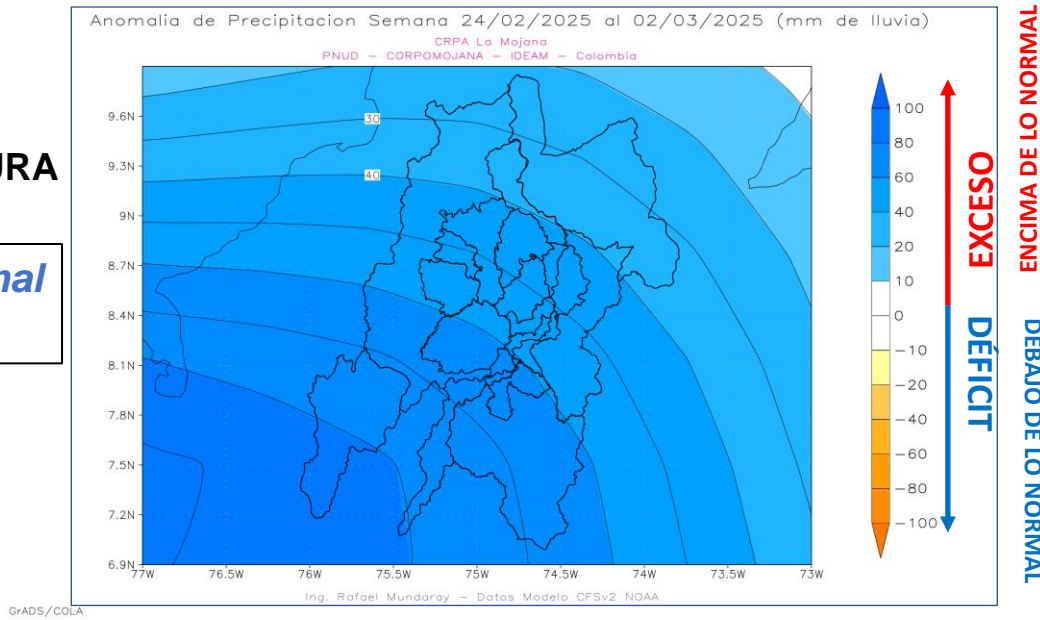 Anomalia de Precipitacion Semana 24/02/2025 al 02/03/2025 (mm de lluvia)
CRPA La Mojana
PNUD – CORPOMOJANA – IDEAM – Colombia
URA
nal
30
40
9.6N
9.3N
9N
8.7N
8.4N
8.1N
7.8N
7.5N
7.2N
6.9N
77W
76.5W
76W
75.5W
75W
74.5W
74W
73.5W
73W
100
80
60
40
20
10
0
−10
−20
−40
−60
−80
−100
EXCESO
DÉFICIT
ENCIMA DE LO NORMAL
DEBAJO DE LO NORMAL
Ing. Rafael Mundaray – Datos Modelo CFSv2 NOAA
GrADS/COLA